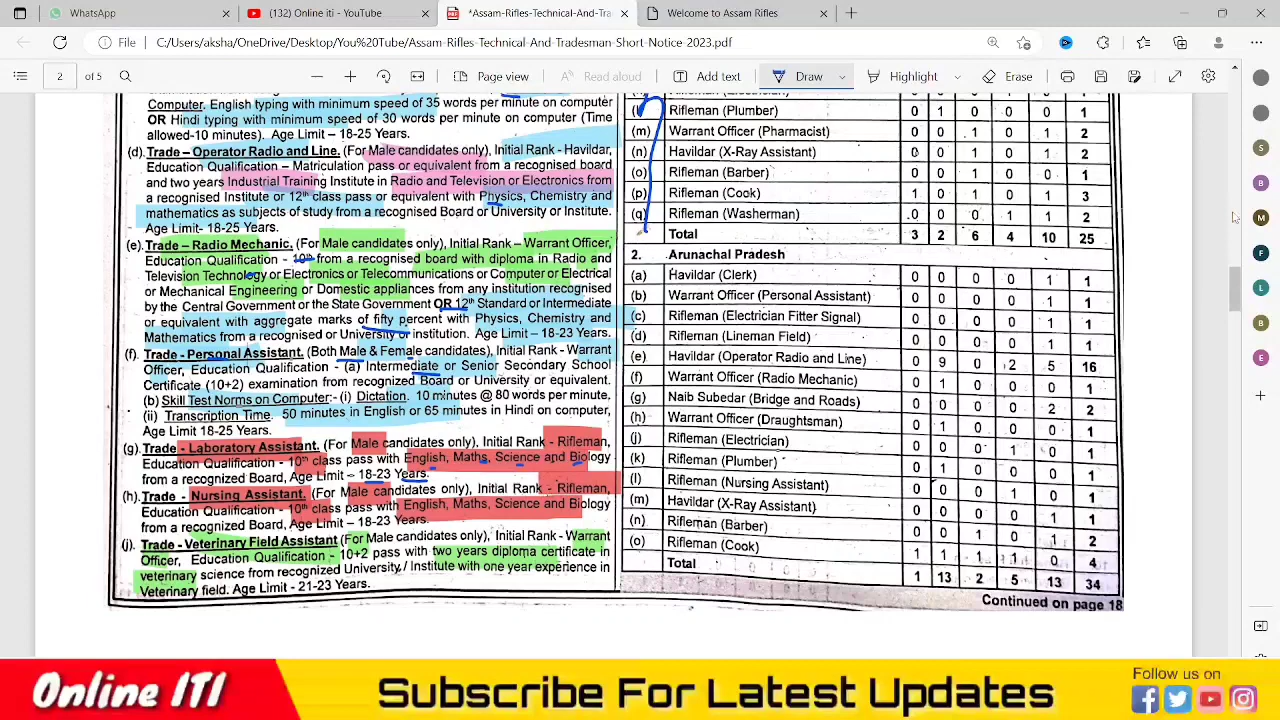 WhatsApp
(132) Online iti - YouTube
*Assam-Rifles-Technical-And-Tra
Welcome to Assam Rifles
File
C:/Users/aksha/OneDrive/Desktop/You%20Tube/Assam-Rifles-Technical-And-Tradesman-Short-Notice-2023.pdf
2 of 5
Page view
Read aloud
Add text
Draw
Highlight
Erase
Computer. English typing with minimum speed of 35 words per minute on computer
OR Hindi typing with minimum speed of 30 words per minute on computer (Time
allowed-10 minutes). Age Limit – 18-25 Years.
(d). Trade – Operator Radio and Line. (For Male candidates only), Initial Rank - Havildar,
Education Qualification – Matriculation pass or equivalent from a recognised board
and two years Industrial Training Institute in Radio and Television or Electronics from
a recognised Institute or 12th class pass or equivalent with Physics, Chemistry and
mathematics as subjects of study from a recognised Board or University or Institute.
Age Limit - 18-25 Years.
(e). Trade – Radio Mechanic. (For Male candidates only), Initial Rank – Warrant Officer,
Education Qualification - 10th from a recognised board with diploma in Radio and
Television Technology or Electronics or Telecommunications or Computer or Electrical
or Mechanical Engineering or Domestic appliances from any institution recognised
by the Central Government or the State Government OR 12th Standard or Intermediate
or equivalent with aggregate marks of fifty percent with Physics, Chemistry and
Mathematics from a recognised or University or institution. Age Limit - 18-23 Years.
(f). Trade - Personal Assistant. (Both Male & Female candidates), Initial Rank - Warrant
Officer, Education Qualification - (a) Intermediate or Senior Secondary School
Certificate (10+2) examination from recognized Board or University or equivalent.
(b) Skill Test Norms on Computer:- (i) Dictation. 10 minutes @ 80 words per minute,
(ii) Transcription Time. 50 minutes in English or 65 minutes in Hindi on computer,
Age Limit 18-25 Years.
(g). Trade - Laboratory Assistant. (For Male candidates only), Initial Rank - Rifleman,
Education Qualification - 10th class pass with English, Maths, Science and Biology
from a recognized Board, Age Limit – 18-23 Years.
(h). Trade - Nursing Assistant. (For Male candidates only), Initial Rank - Rifleman,
Education Qualification - 10th class pass with English, Maths, Science and Biology
from a recognized Board, Age Limit – 18-23 Years.
(j). Trade - Veterinary Field Assistant (For Male candidates only), Initial Rank - Warrant
Officer, Education Qualification - 10+2 pass with two years diploma certificate in
veterinary science from recognized University/ Institute with one year experience in
Veterinary field. Age Limit - 21-23 Years.
Rifleman (Plumber) 0 1 0 0 0 1
(m) Warrant Officer (Pharmacist) 0 0 1 0 1 2
(n) Havildar (X-Ray Assistant) 0 0 1 0 1 2
(o) Rifleman (Barber) 0 0 1 0 0 1
(p) Rifleman (Cook) 1 0 1 0 1 3
(q) Rifleman (Washerman) 0 0 0 1 1 2
Total 3 2 6 4 10 25
2. Arunachal Pradesh
(a) Havildar (Clerk) 0 0 0 0 1 1
(b) Warrant Officer (Personal Assistant) 0 0 0 0 1 1
(c) Rifleman (Electrician Fitter Signal) 0 0 0 0 1 1
(d) Rifleman (Lineman Field) 0 0 0 0 1 1
(e) Havildar (Operator Radio and Line) 0 9 0 2 5 16
(f) Warrant Officer (Radio Mechanic) 0 1 0 0 0 1
(g) Naib Subedar (Bridge and Roads) 0 0 0 0 2 2
(h) Warrant Officer (Draughtsman) 0 1 0 0 0 1
(j) Rifleman (Electrician) 0 0 0 1 0 1
(k) Rifleman (Plumber) 0 1 0 0 0 1
(l) Rifleman (Nursing Assistant) 0 0 0 1 0 1
(m) Havildar (X-Ray Assistant) 0 0 0 0 1 1
(n) Rifleman (Barber) 0 0 1 0 1 2
(o) Rifleman (Cook) 1 1 1 1 0 4
Total 1 13 2 5 13 34
Continued on page 18
S
B
M
F
L
B
E
Online ITI
Subscribe For Latest Updates
Follow us on